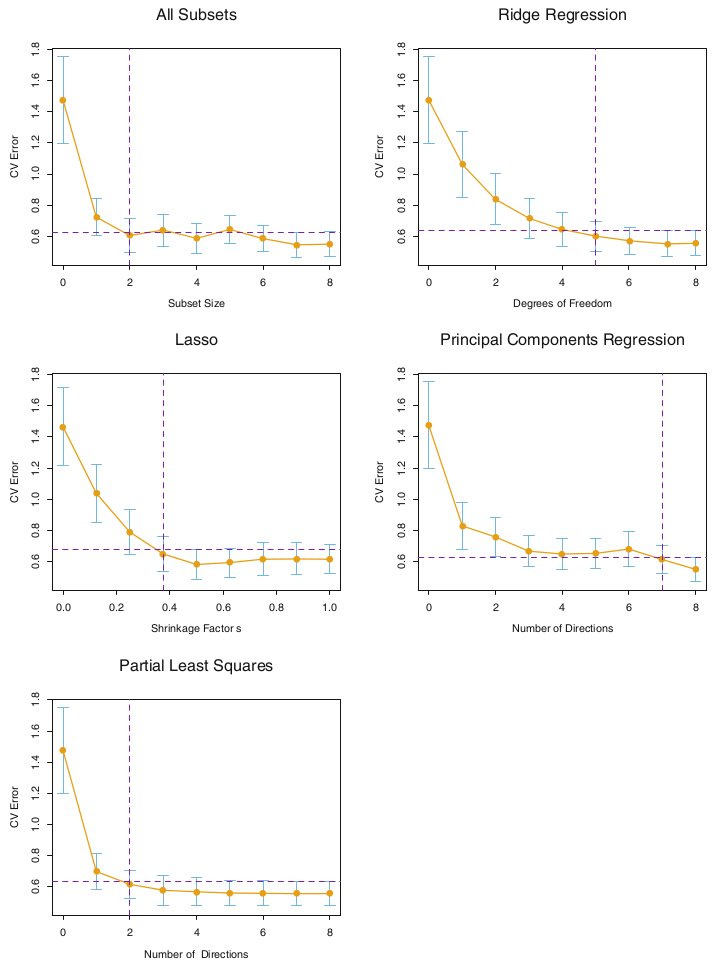 All Subsets
1.8
1.6
1.4
1.2
1.0
0.8
0.6
CV Error
0 2 4 6 8
Subset Size
Ridge Regression
1.8
1.6
1.4
1.2
1.0
0.8
0.6
CV Error
0 2 4 6 8
Degrees of Freedom
Lasso
1.8
1.6
1.4
1.2
1.0
0.8
0.6
CV Error
0.0 0.2 0.4 0.6 0.8 1.0
Shrinkage Factor s
Principal Components Regression
1.8
1.6
1.4
1.2
1.0
0.8
0.6
CV Error
0 2 4 6 8
Number of Directions
Partial Least Squares
1.8
1.6
1.4
1.2
1.0
0.8
0.6
CV Error
0 2 4 6 8
Number of Directions